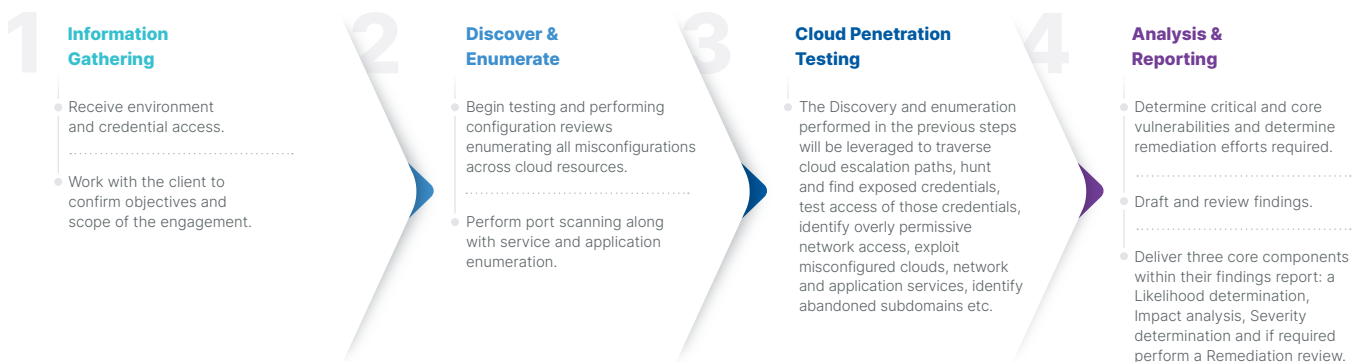 1
Information
Gathering
Receive environment
and credential access.
Work with the client to
confirm objectives and
scope of the engagement.
2
Discover &
Enumerate
Begin testing and performing
configuration reviews
enumerating all misconfigurations
across cloud resources.
Perform port scanning along
with service and application
enumeration.
3
Cloud Penetration
Testing
The Discovery and enumeration
performed in the previous steps
will be leveraged to traverse
cloud escalation paths, hunt
and find exposed credentials,
test access of those credentials,
identify overly permissive
network access, exploit
misconfigured clouds, network
and application services, identify
abandoned subdomains etc.
4
Analysis &
Reporting
Determine critical and core
vulnerabilities and determine
remediation efforts required.
Draft and review findings.
Deliver three core components
within their findings report: a
Likelihood determination,
Impact analysis, Severity
determination and if required
perform a Remediation review.